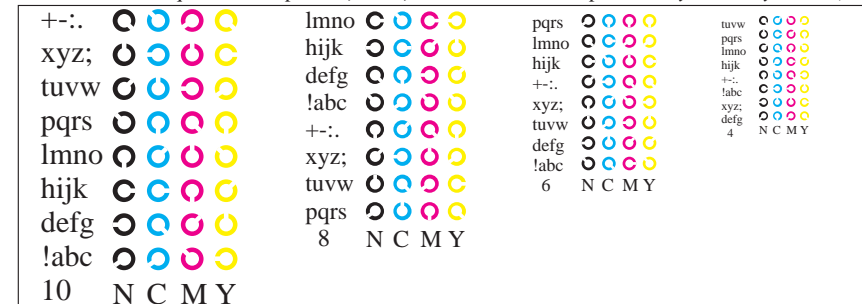 +-:.
xyz;
tuvw
pqrs
lmno
hijk
defg
!abc
10 N C M Y
lmno
hijk
defg
!abc
+-:.
xyz;
tuvw
pqrs
8 N C M Y
pqrs
lmno
hijk
+-:.
xyz;
tuvw
defg
!abc
6 N C M Y
tuvw
pqrs
lmno
hijk
+-:.
!abc
xyz;
defg
4 N C M Y